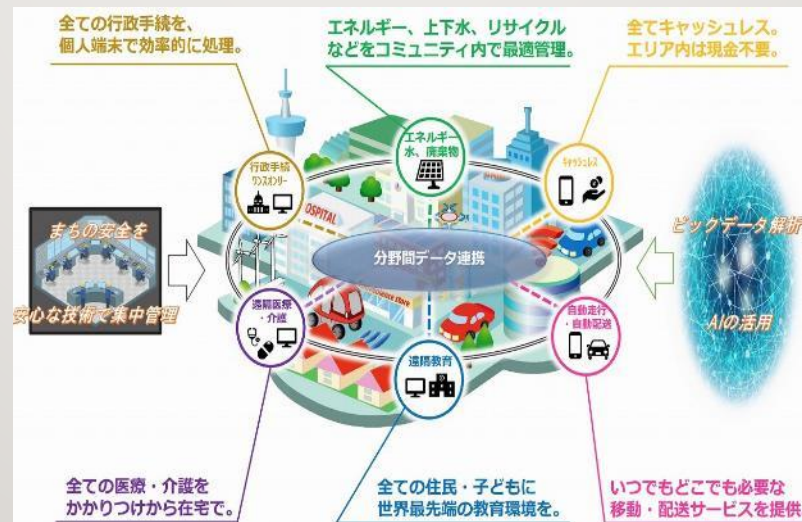 全ての行政手続を、
個人端末で効率的に処理。
エネルギー、上下水、リサイクル
などをコミュニティ内で最適管理。
全てキャッシュレス。
エリア内は現金不要。
行政手続
ワンスオンリー
エネルギー
水、廃棄物
キャッシュレス
HOSPITAL
まちの安全を
安心な技術で集中管理
分野間データ連携
ビックデータ解析
AIの活用
遠隔医療
・介護
遠隔教育
自動走行
・自動配送
全ての医療・介護を
かかりつけから在宅で。
全ての住民・子どもに
世界最先端の教育環境を。
いつでもどこでも必要な
移動・配送サービスを提供